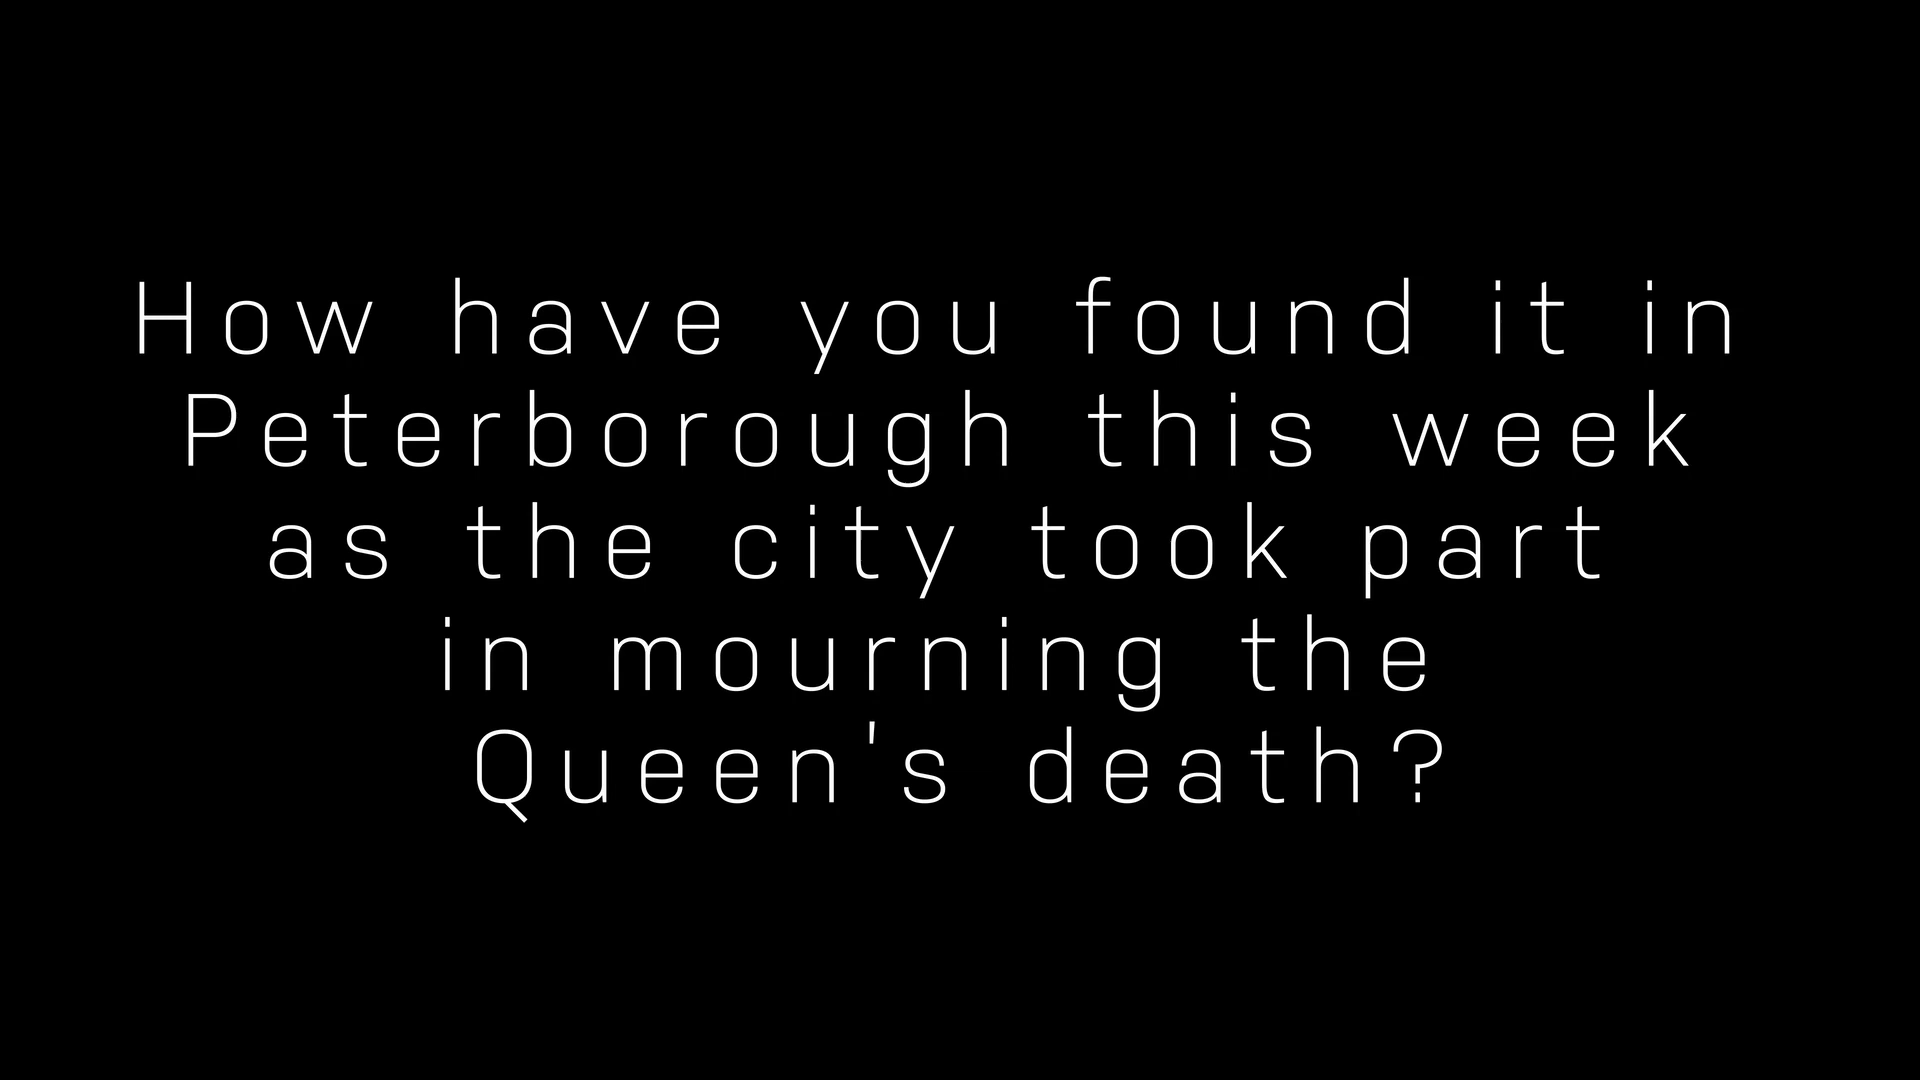 How have you found it in
Peterborough this week
as the city took part
in mourning the
Queen's death?